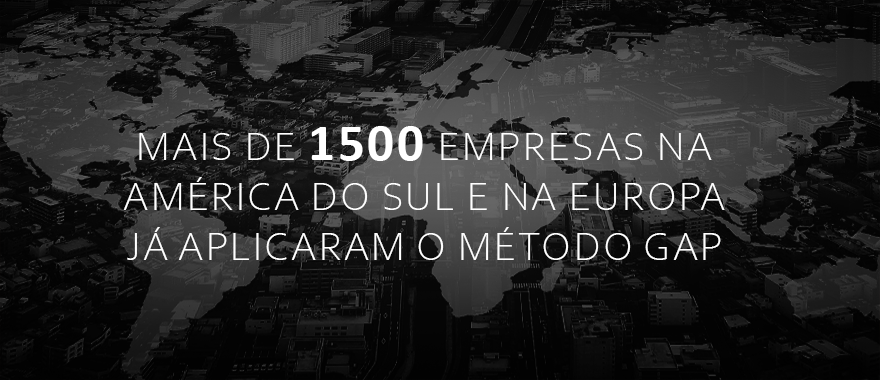 MAIS DE 1500 EMPRESAS NA
AMÉRICA DO SUL E NA EUROPA
JÁ APLICARAM O MÉTODO GAP